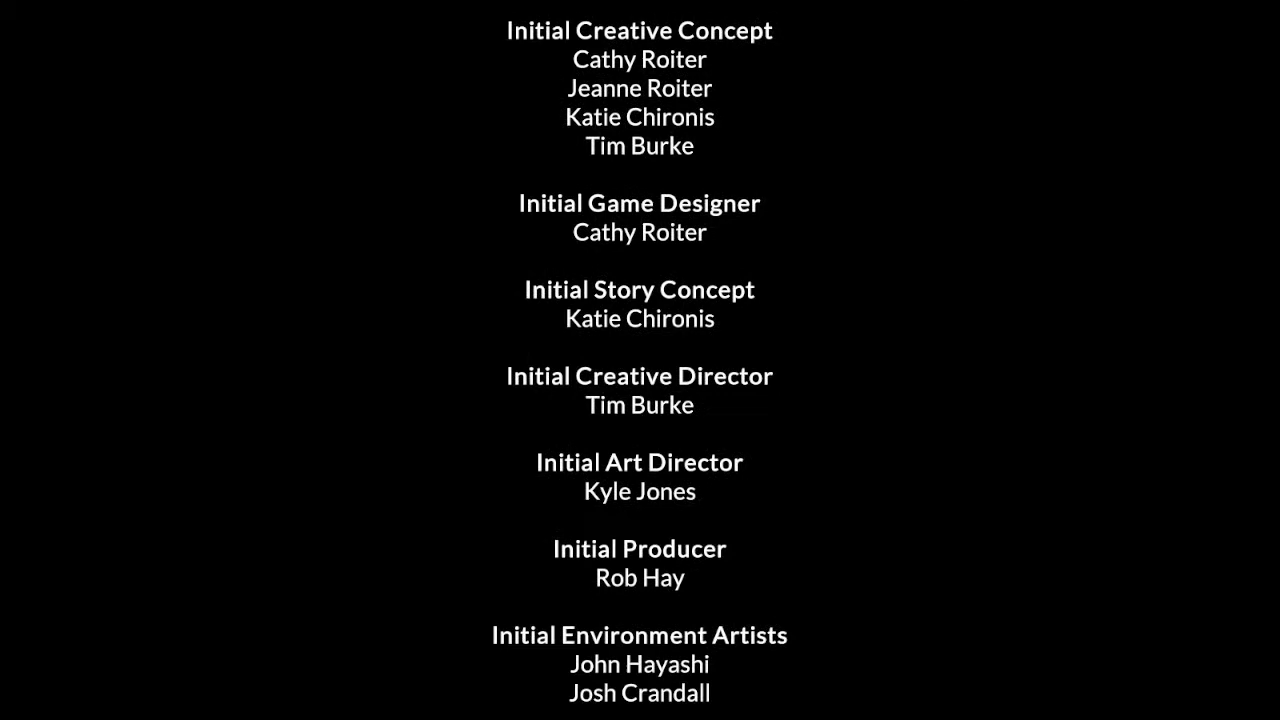 Initial Creative Concept
Cathy Roiter
Jeanne Roiter
Katie Chironis
Tim Burke
Initial Game Designer
Cathy Roiter
Initial Story Concept
Katie Chironis
Initial Creative Director
Tim Burke
Initial Art Director
Kyle Jones
Initial Producer
Rob Hay
Initial Environment Artists
John Hayashi
Josh Crandall